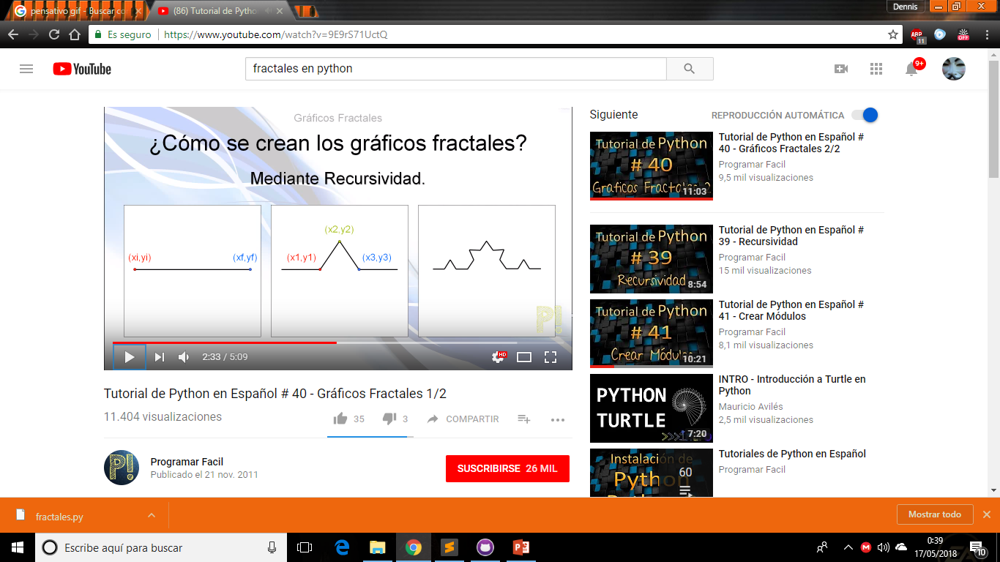 pensativo gif - Buscar con
(86) Tutorial de Python
Dennis
Es seguro
https://www.youtube.com/watch?v=9E9rS71UctQ
ABP
11
OFF
YouTube
fractales en python
9+
Gráficos Fractales
¿Cómo se crean los gráficos fractales?
Mediante Recursividad.
(xi,yi)
(xf,yf)
(x1,y1)
(x2,y2)
(x3,y3)
P!
2:33 / 5:09
HD
Tutorial de Python en Español # 40 - Gráficos Fractales 1/2
11.404 visualizaciones
35
3
COMPARTIR
P!
Programar Facil
Publicado el 21 nov. 2011
SUSCRIBIRSE 26 MIL
Siguiente
REPRODUCCIÓN AUTOMÁTICA
Tutorial de Python
# 40
Graficos Fractales 2
11:03
Tutorial de Python en Español #
40 - Gráficos Fractales 2/2
Programar Facil
9,5 mil visualizaciones
Tutorial de Python
# 39
Recursividad
8:54
Tutorial de Python en Español #
39 - Recursividad
Programar Facil
15 mil visualizaciones
Tutorial de Python
# 41
Crear Módulos
10:21
Tutorial de Python en Español #
41 - Crear Módulos
Programar Facil
8,1 mil visualizaciones
PYTHON
TURTLE
7:20
INTRO - Introducción a Turtle en
Python
Mauricio Avilés
2,5 mil visualizaciones
Instalación de
Python
60
Tutoriales de Python en Español
Programar Facil
fractales.py
Mostrar todo
Escribe aquí para buscar
0:39
17/05/2018
10